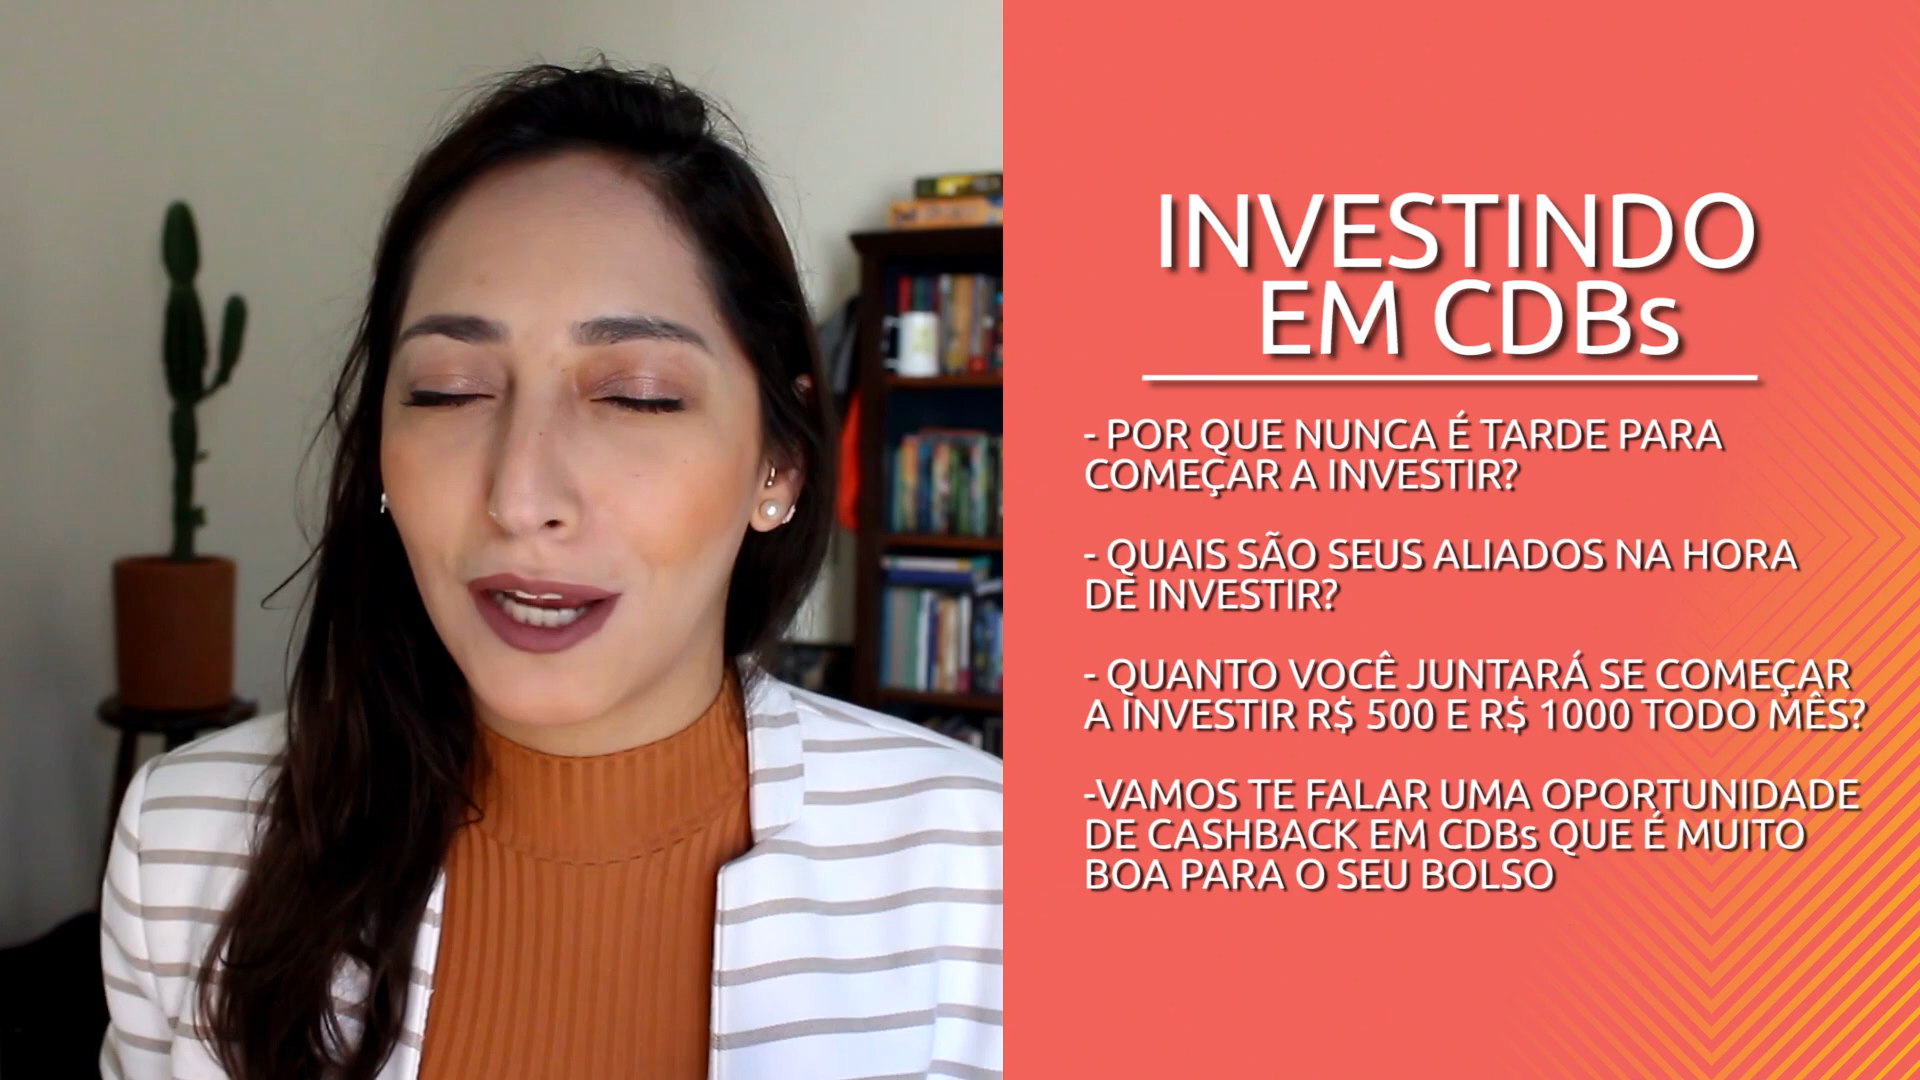 INVESTINDO
EM CDBs
- POR QUE NUNCA É TARDE PARA
COMEÇAR A INVESTIR?
- QUAIS SÃO SEUS ALIADOS NA HORA
DE INVESTIR?
- QUANTO VOCÊ JUNTARÁ SE COMEÇAR
A INVESTIR R$ 500 E R$ 1000 TODO MÊS?
-VAMOS TE FALAR UMA OPORTUNIDADE
DE CASHBACK EM CDBs QUE É MUITO
BOA PARA O SEU BOLSO